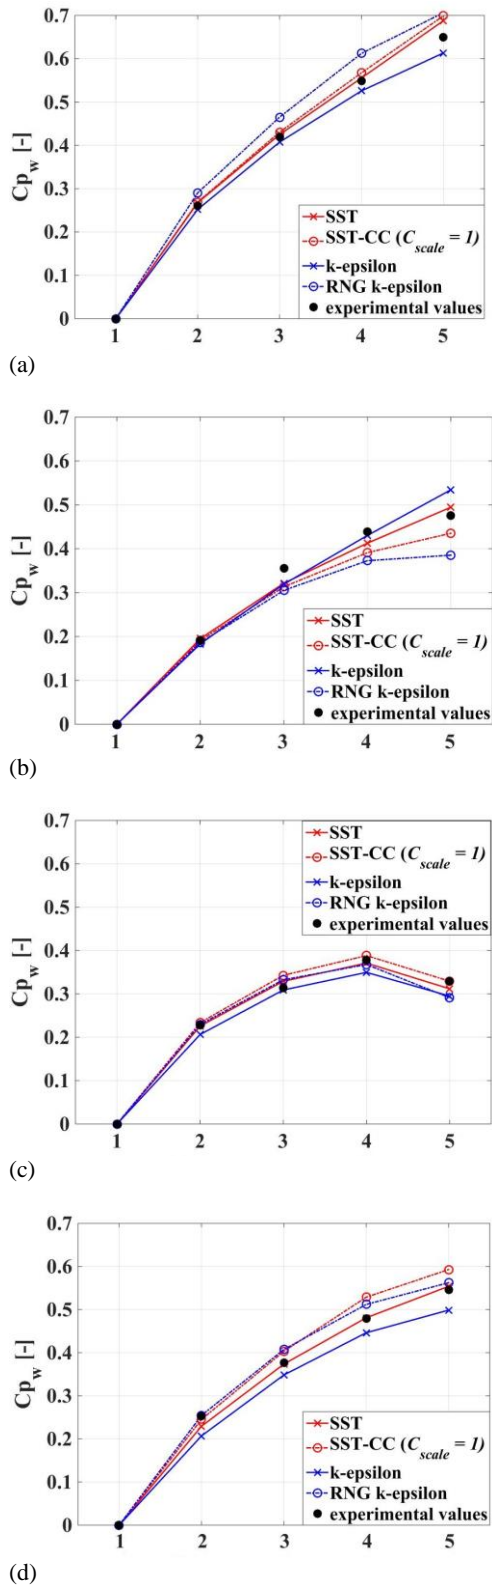 0.7
0.6
0.5
0.4
0.3
0.2
0.1
0
Cp_w [-]
SST
SST-CC (C_scale = 1)
k-epsilon
RNG k-epsilon
experimental values
1 2 3 4 5
(a)
0.7
0.6
0.5
0.4
0.3
0.2
0.1
0
Cp_w [-]
SST
SST-CC (C_scale = 1)
k-epsilon
RNG k-epsilon
experimental values
1 2 3 4 5
(b)
0.7
0.6
0.5
0.4
0.3
0.2
0.1
0
Cp_w [-]
SST
SST-CC (C_scale = 1)
k-epsilon
RNG k-epsilon
experimental values
1 2 3 4 5
(c)
0.7
0.6
0.5
0.4
0.3
0.2
0.1
0
Cp_w [-]
SST
SST-CC (C_scale = 1)
k-epsilon
RNG k-epsilon
experimental values
1 2 3 4 5
(d)